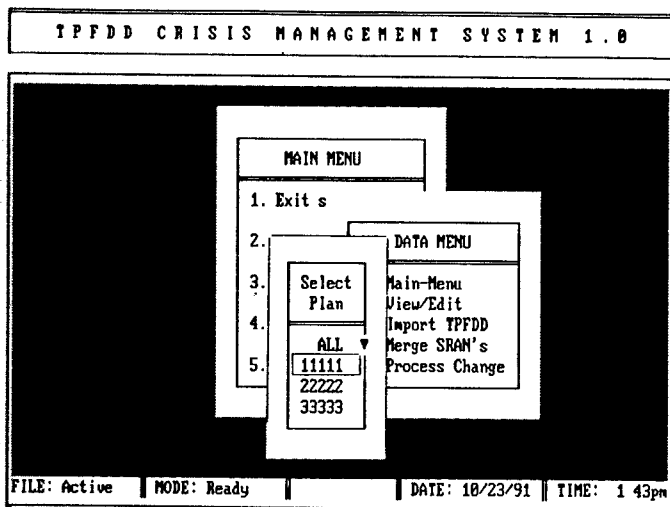 TPFDD CRISIS MANAGEMENT SYSTEM 1.0
MAIN MENU
1. Exit s
2.
3.
4.
5.
DATA MENU
Main-Menu
View/Edit
Import TPFDD
Merge SRAN's
Process Change
Select
Plan
ALL
11111
22222
33333
FILE: Active
MODE: Ready
DATE: 10/23/91
TIME: 1 43pm